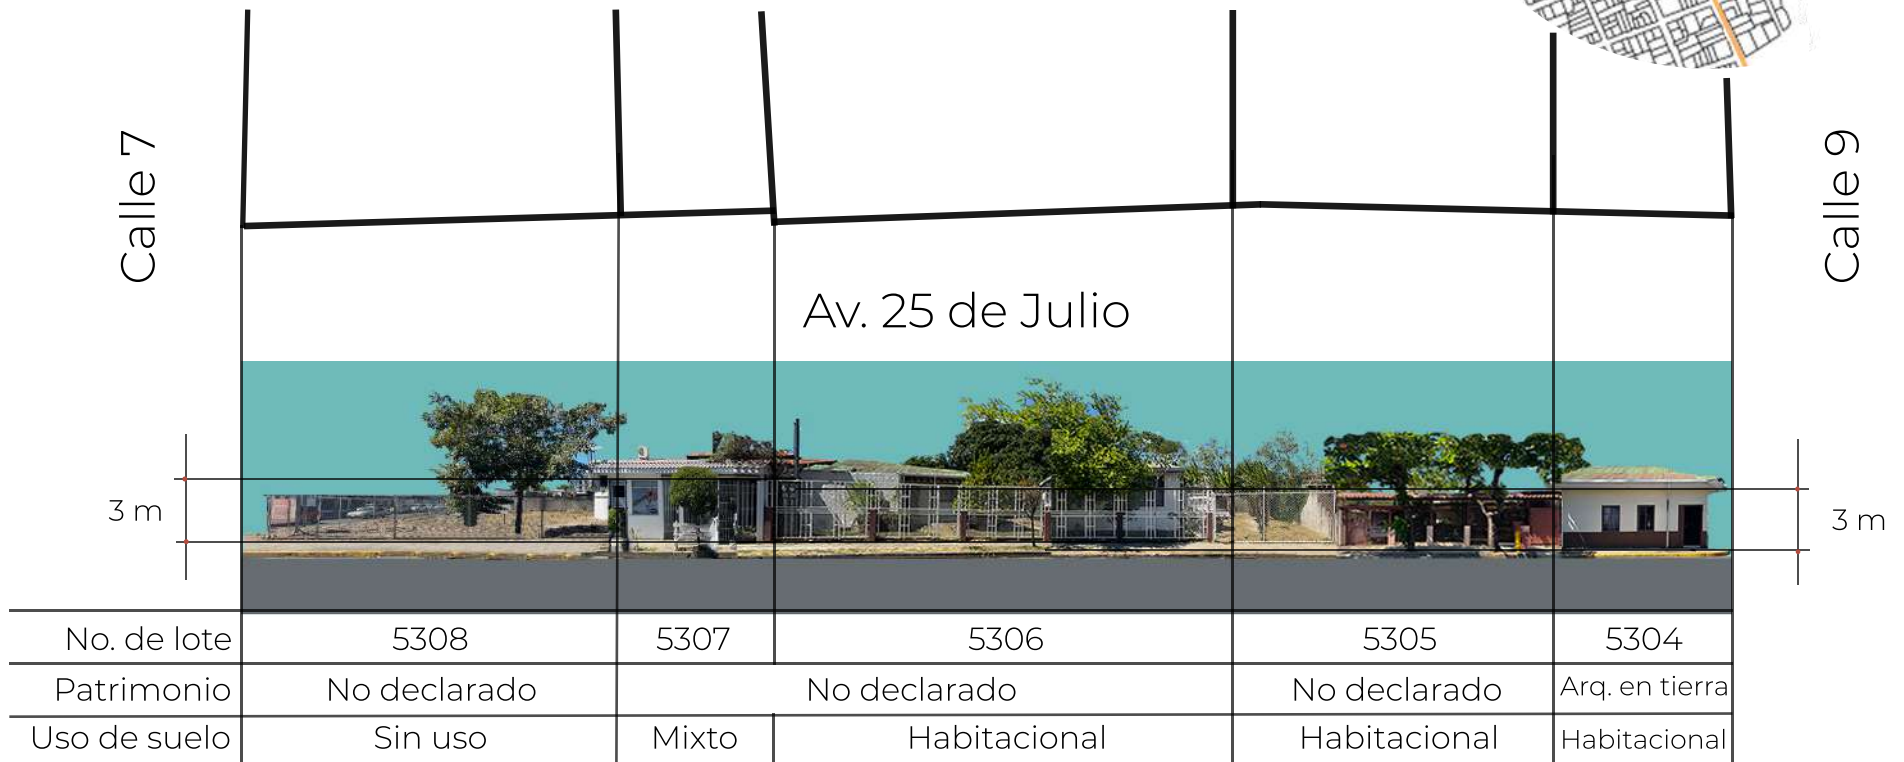 Calle 7
Calle 9
Av. 25 de Julio
3 m
3 m
No. de lote 5308 5307 5306 5305 5304
Patrimonio No declarado No declarado No declarado Arq. en tierra
Uso de suelo Sin uso Mixto Habitacional Habitacional Habitacional